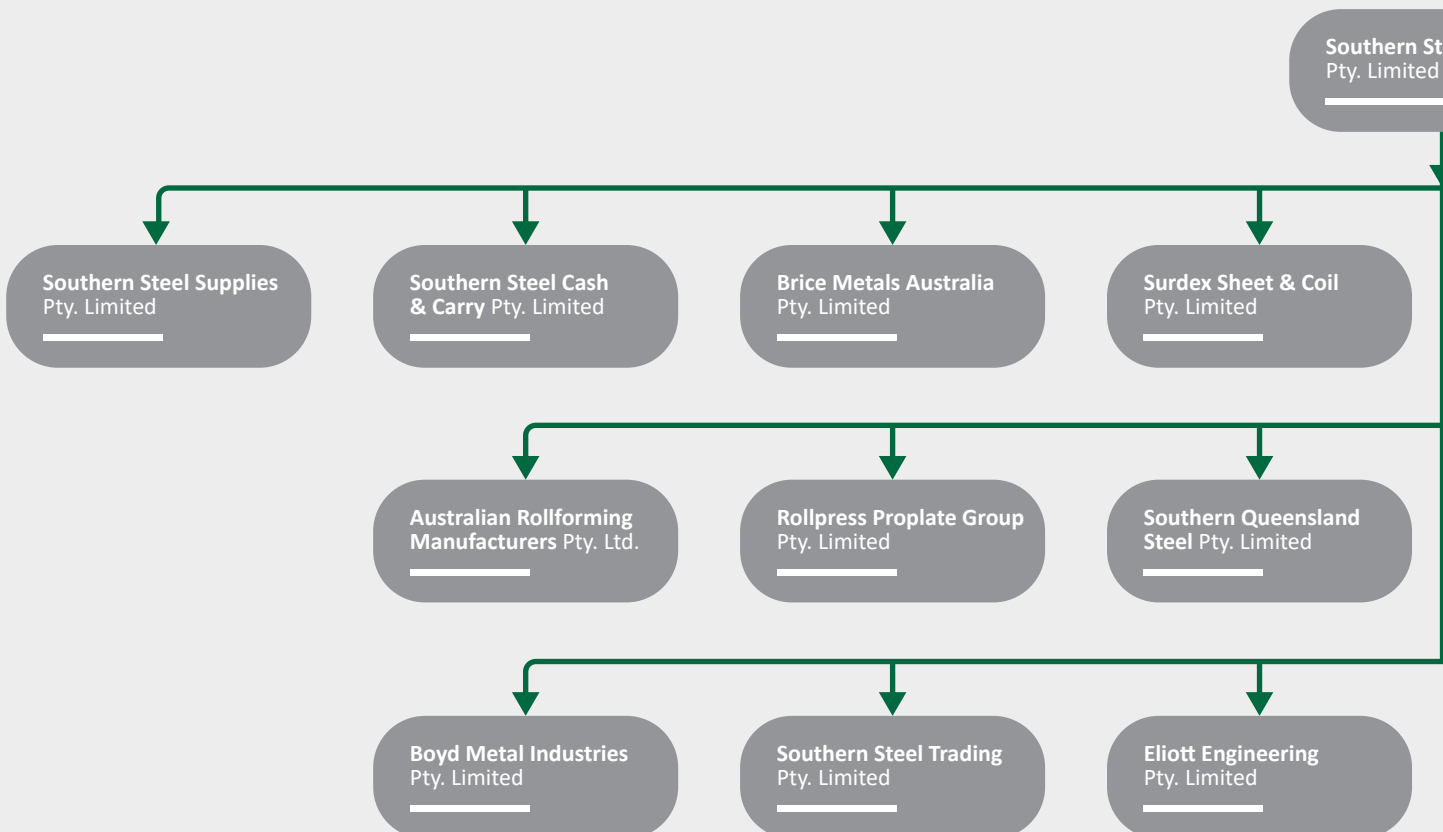 Southern
Pty. Limited
Southern Steel Supplies
Pty. Limited
Southern Steel Cash
& Carry Pty. Limited
Brice Metals Australia
Pty. Limited
Surdex Sheet & Coil
Pty. Limited
Australian Rollforming
Manufacturers Pty. Ltd.
Rollpress Proplate Group
Pty. Limited
Southern Queensland
Steel Pty. Limited
Boyd Metal Industries
Pty. Limited
Southern Steel Trading
Pty. Limited
Eliott Engineering
Pty. Limited